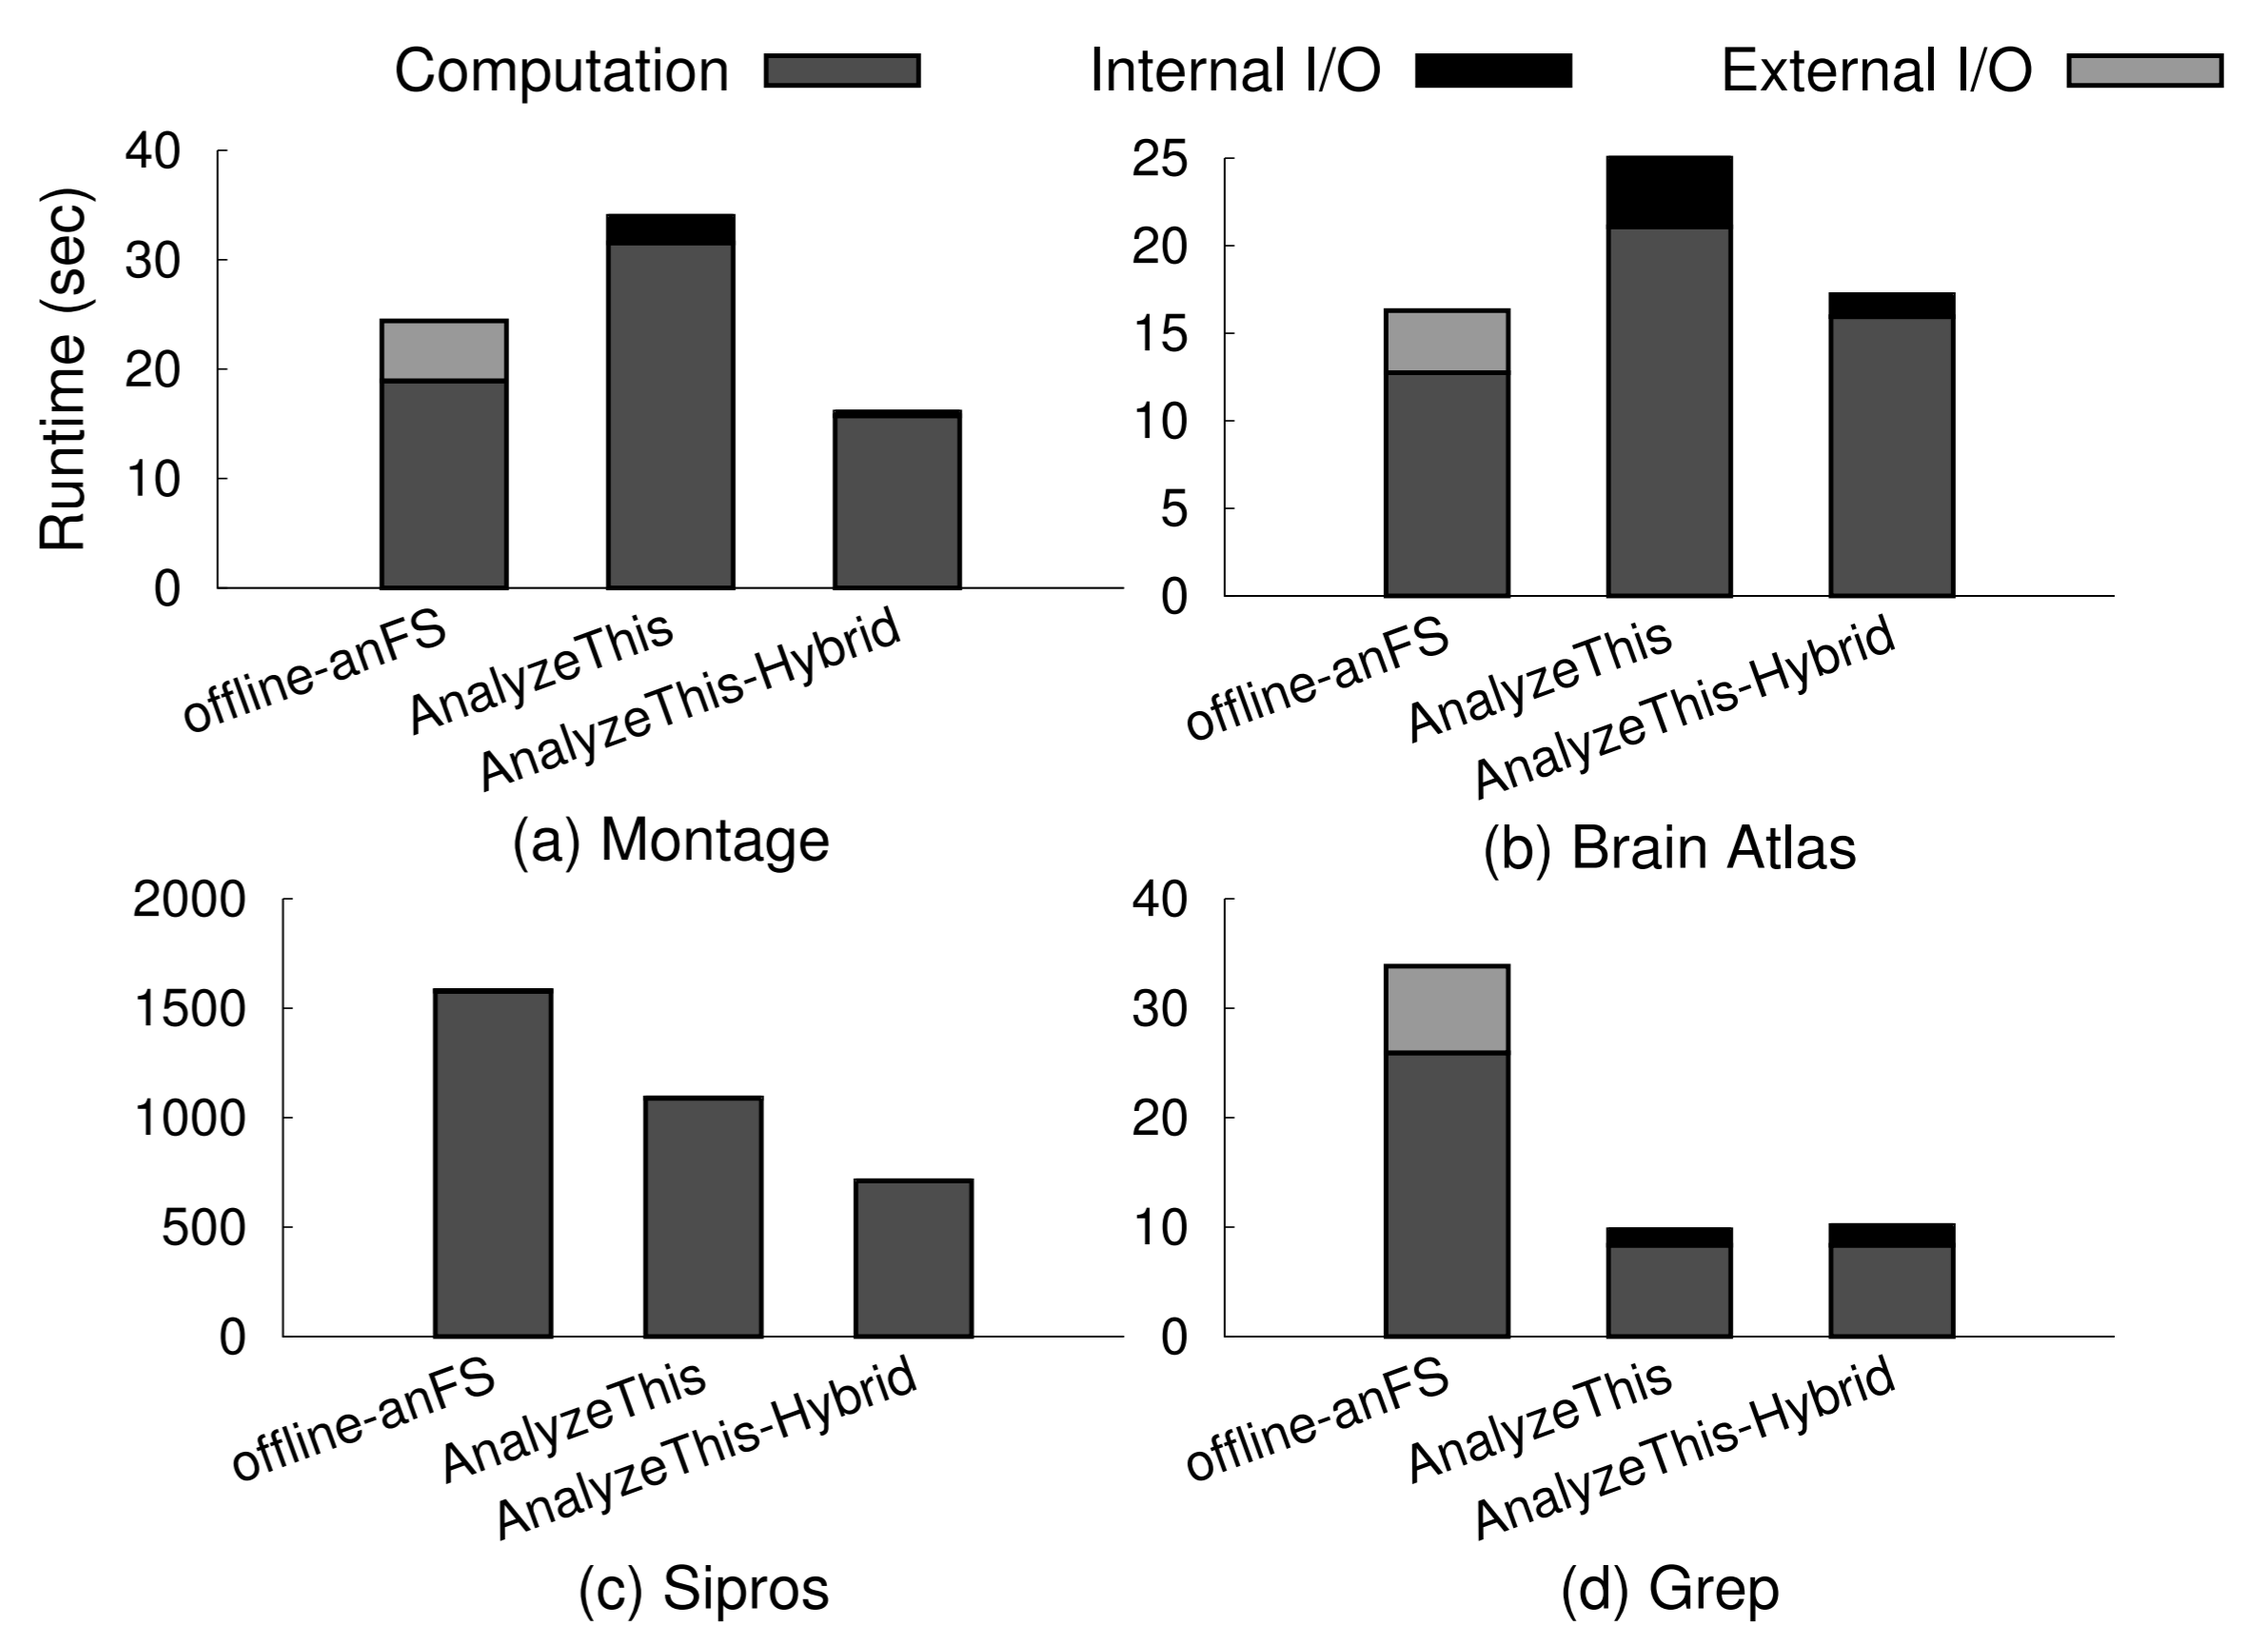 Computation Internal I/O External I/O
Runtime (sec)
40
30
20
10
0
offline-anFS
AnalyzeThis
AnalyzeThis-Hybrid
(a) Montage
25
20
15
10
5
0
offline-anFS
AnalyzeThis
AnalyzeThis-Hybrid
(b) Brain Atlas
2000
1500
1000
500
0
offline-anFS
AnalyzeThis
AnalyzeThis-Hybrid
(c) Sipros
40
30
20
10
0
offline-anFS
AnalyzeThis
AnalyzeThis-Hybrid
(d) Grep